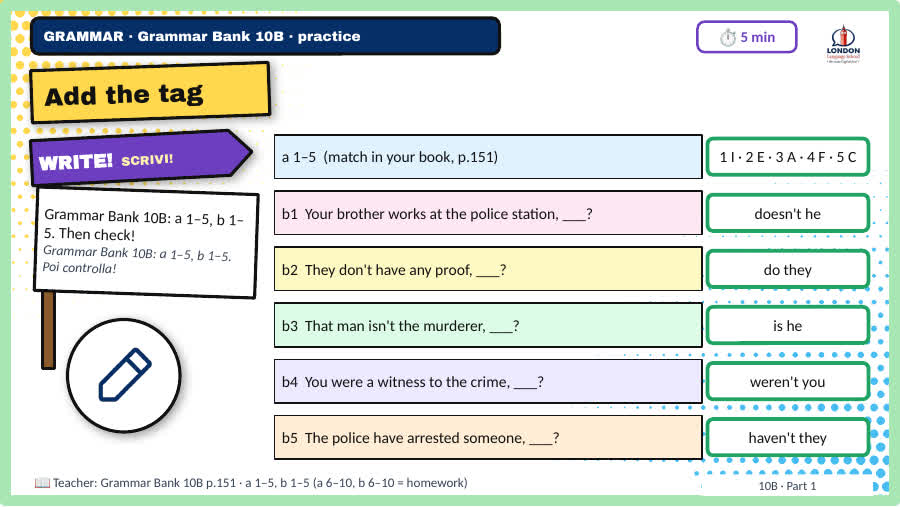 GRAMMAR · Grammar Bank 10B · practice
⏱️ 5 min
LONDON
Add the tag
WRITE! SCRIVI!
Grammar Bank 10B: a 1–5, b 1–
5. Then check!
Grammar Bank 10B: a 1–5, b 1–5.
Poi controlla!
a 1–5 (match in your book, p.151)
1 I · 2 E · 3 A · 4 F · 5 C
b1 Your brother works at the police station, ___?
doesn't he
b2 They don't have any proof, ___?
do they
b3 That man isn't the murderer, ___?
is he
b4 You were a witness to the crime, ___?
weren't you
b5 The police have arrested someone, ___?
haven't they
📖 Teacher: Grammar Bank 10B p.151 · a 1–5, b 1–5 (a 6–10, b 6–10 = homework)
10B · Part 1